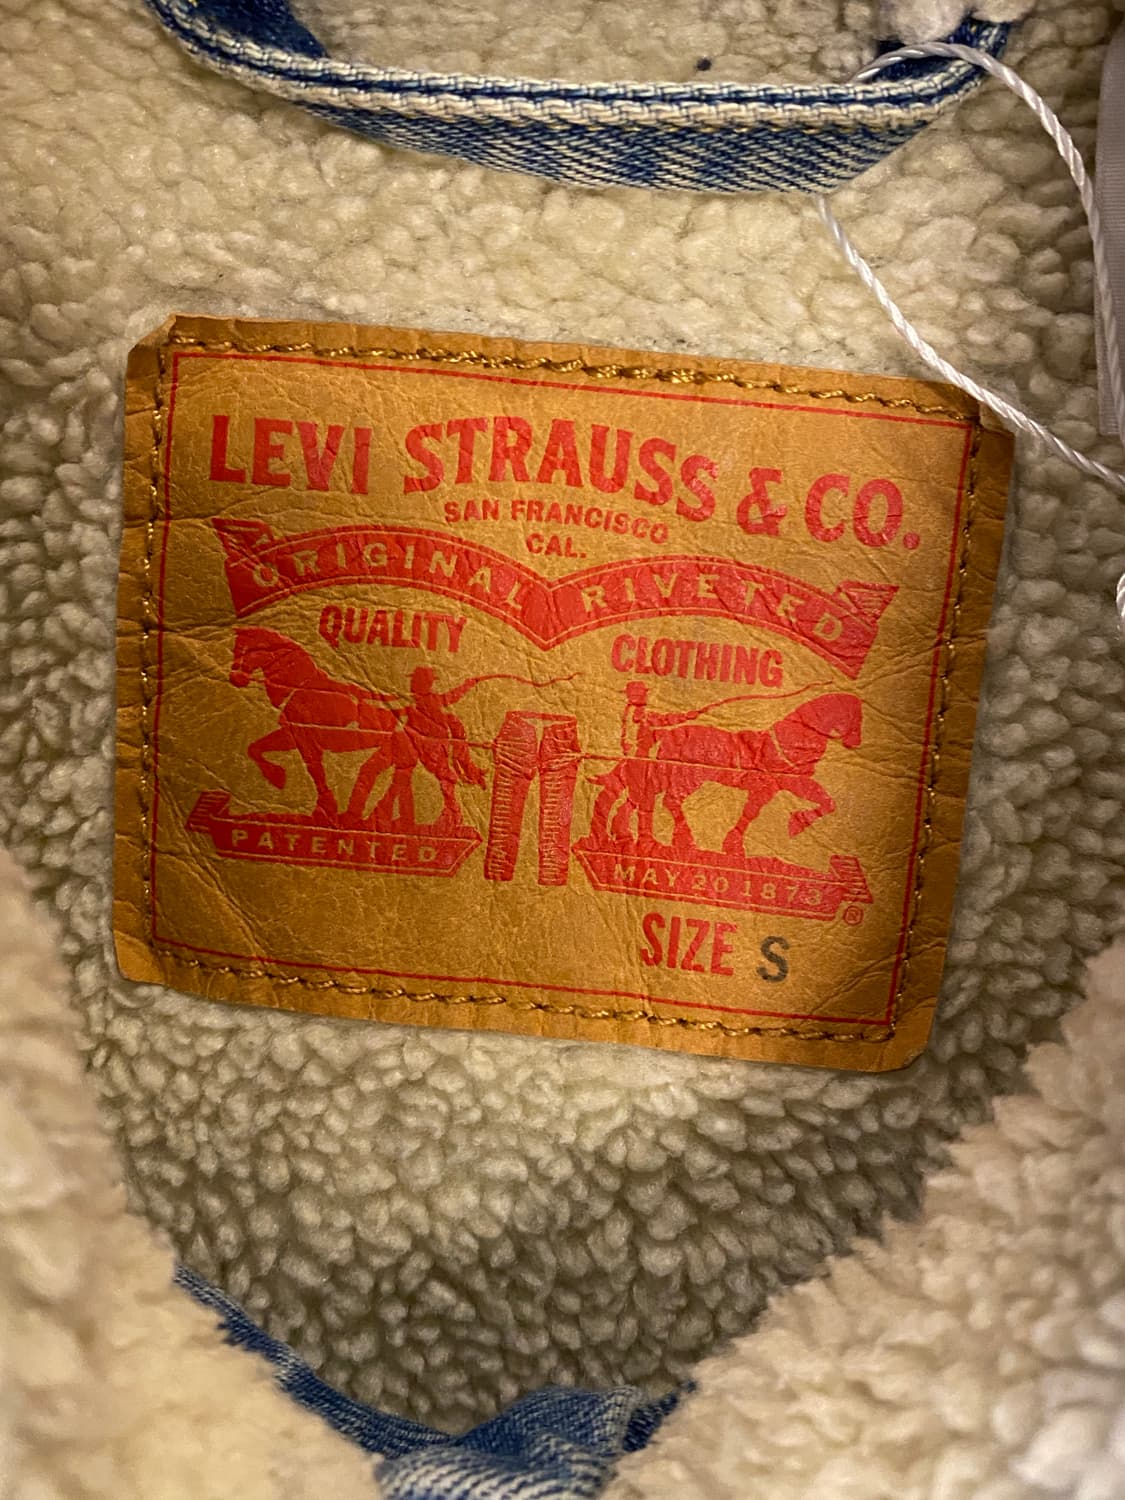 LEVI STRAUSS & CO.
SAN FRANCISCO
CAL.
ORIGINAL RIVETED
QUALITY CLOTHING
PATENTED MAY 20 1873 ®
SIZE S